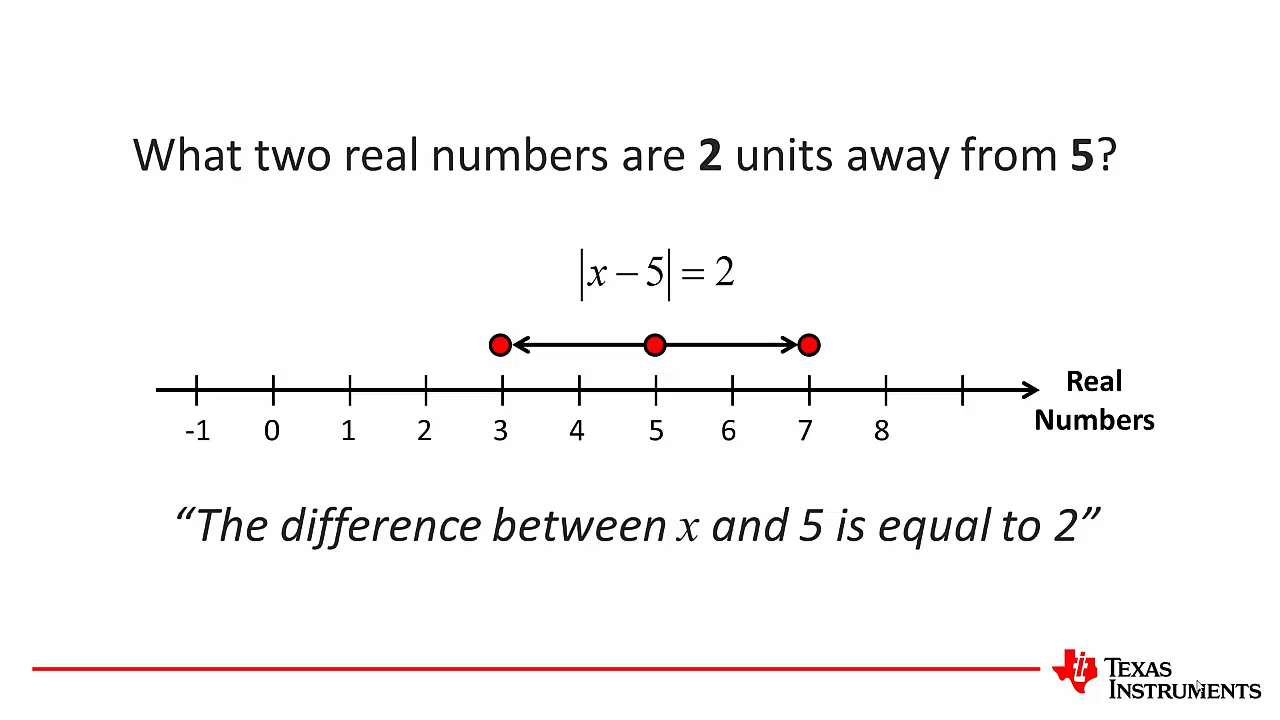 What two real numbers are 2 units away from 5?
|x − 5| = 2
Real
Numbers
-1 0 1 2 3 4 5 6 7 8
“The difference between x and 5 is equal to 2”
TEXAS
INSTRUMENTS